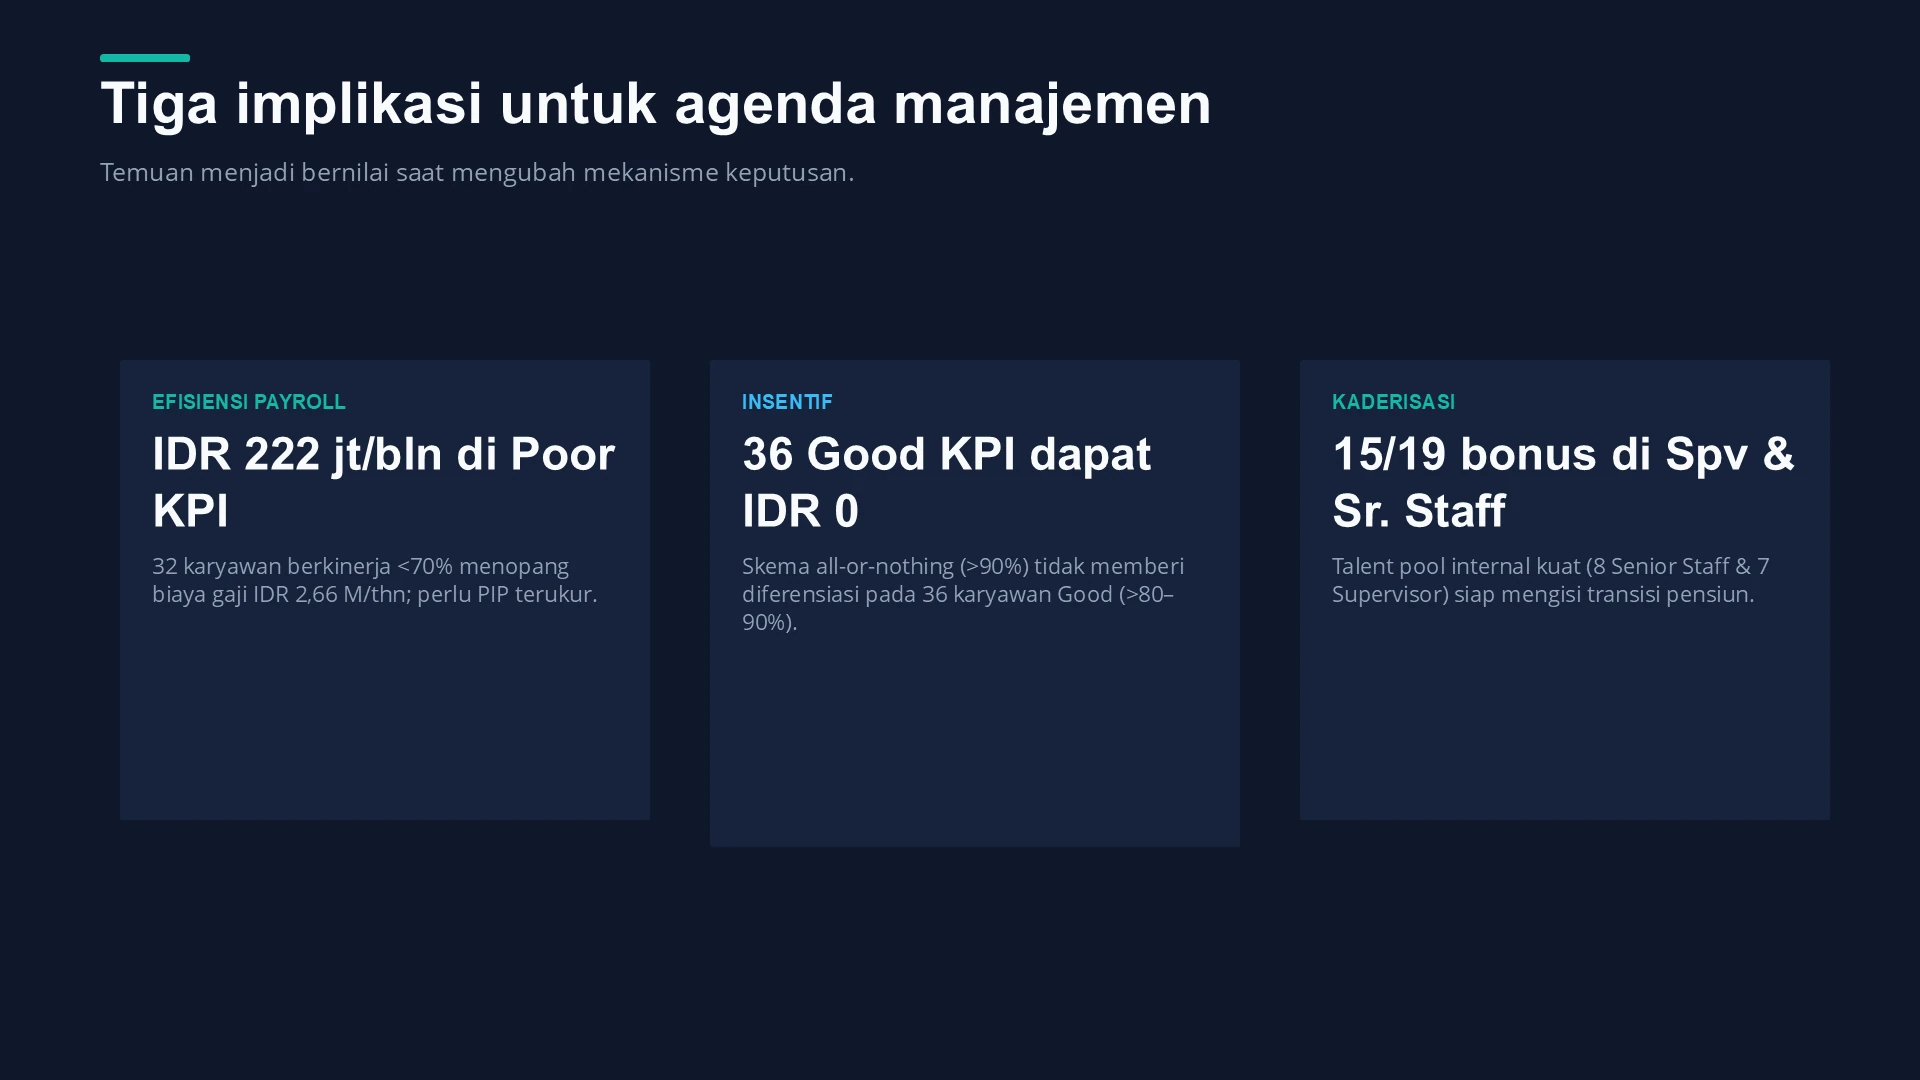 Tiga implikasi untuk agenda manajemen
Temuan menjadi bernilai saat mengubah mekanisme keputusan.
EFISIENSI PAYROLL
IDR 222 jt/bln di Poor
KPI
32 karyawan berkinerja <70% menopang
biaya gaji IDR 2,66 M/thn; perlu PIP terukur.
INSENTIF
36 Good KPI dapat
IDR 0
Skema all-or-nothing (>90%) tidak memberi
diferensiasi pada 36 karyawan Good (>80–
90%).
KADERISASI
15/19 bonus di Spv &
Sr. Staff
Talent pool internal kuat (8 Senior Staff & 7
Supervisor) siap mengisi transisi pensiun.